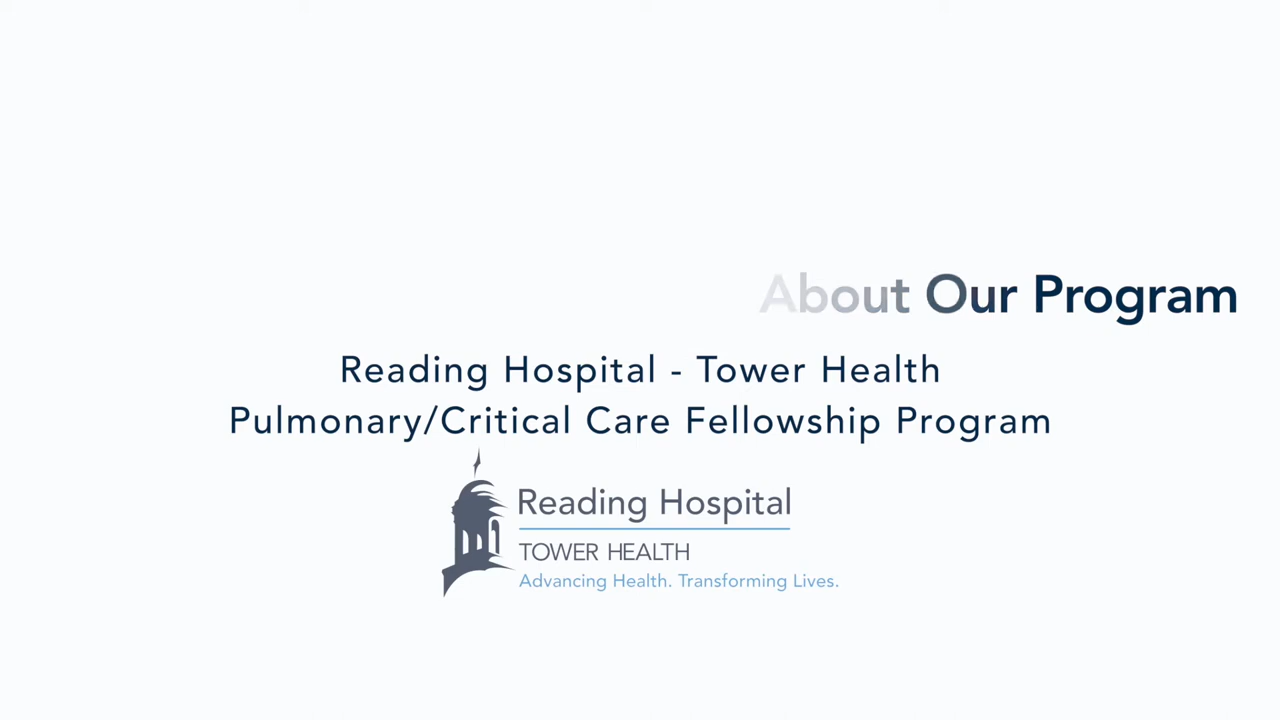 About Our Program
Reading Hospital - Tower Health
Pulmonary/Critical Care Fellowship Program
Reading Hospital
TOWER HEALTH
Advancing Health. Transforming Lives.